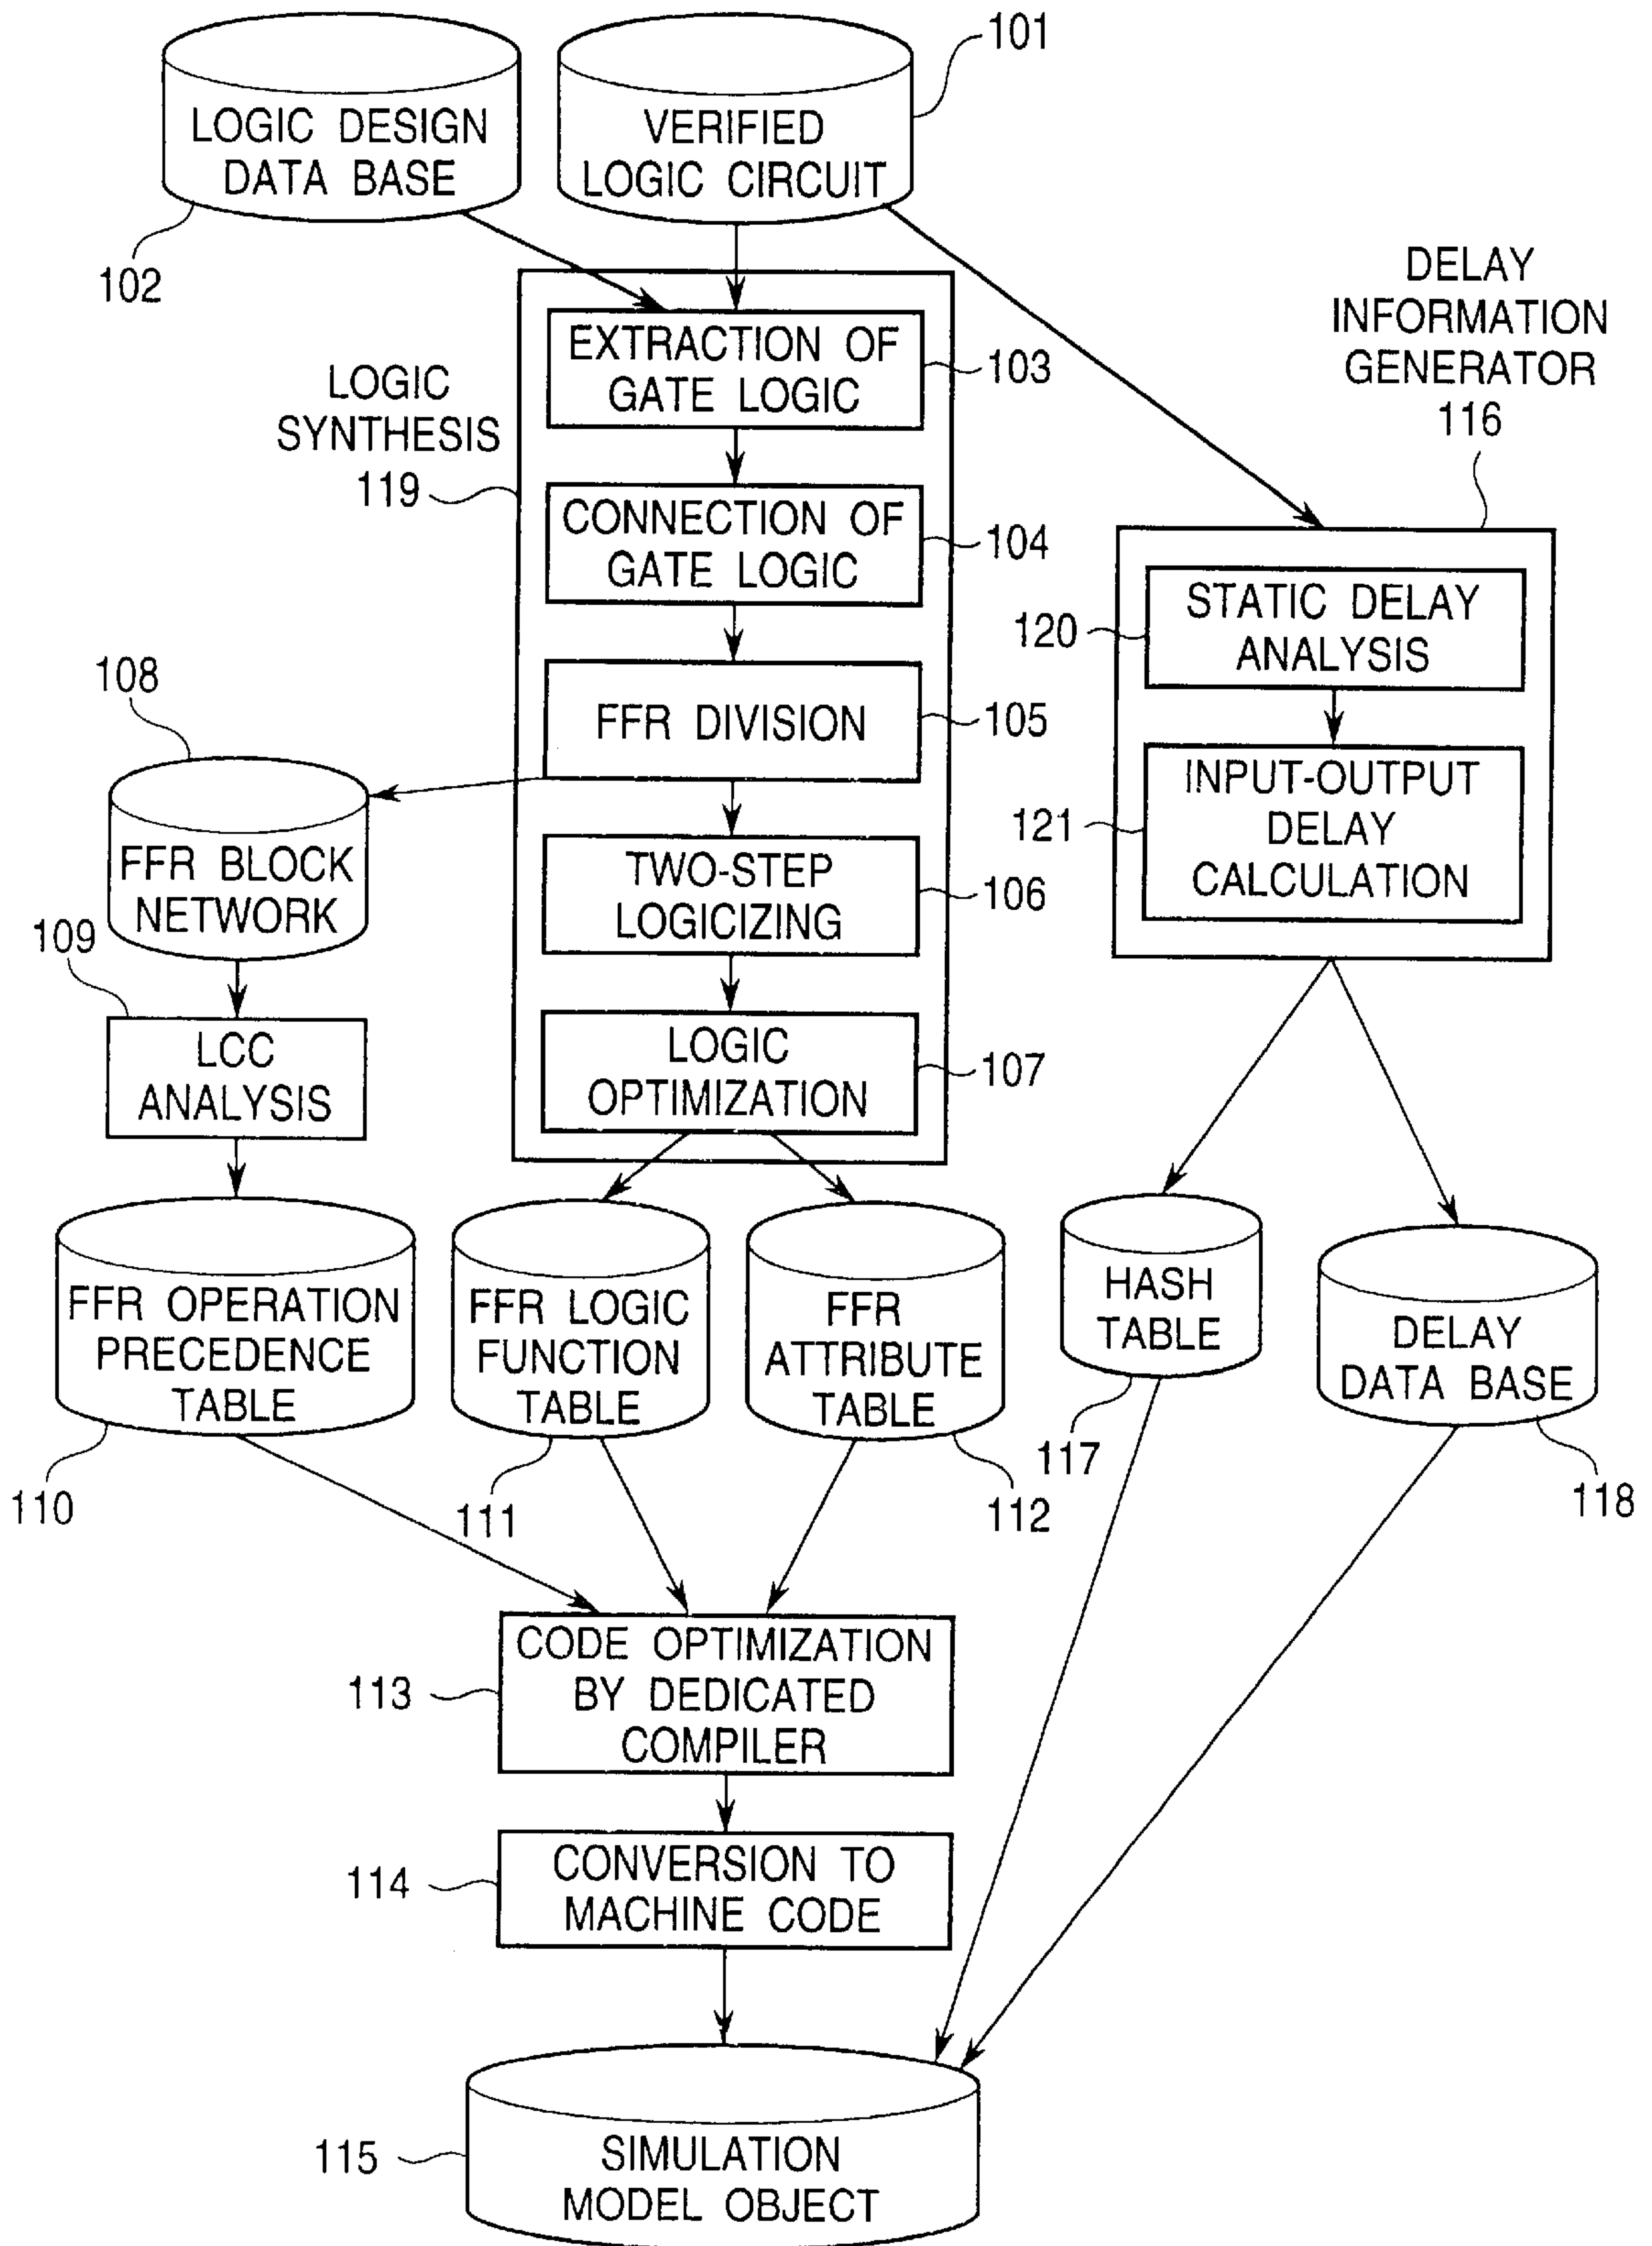 101
LOGIC DESIGN
DATA BASE
VERIFIED
LOGIC CIRCUIT
102
DELAY
INFORMATION
GENERATOR
116
LOGIC
SYNTHESIS
119
EXTRACTION OF
GATE LOGIC
103
CONNECTION OF
GATE LOGIC
104
FFR DIVISION
105
TWO-STEP
LOGICIZING
106
LOGIC
OPTIMIZATION
107
120
STATIC DELAY
ANALYSIS
121
INPUT-OUTPUT
DELAY
CALCULATION
108
FFR BLOCK
NETWORK
109
LCC
ANALYSIS
FFR OPERATION
PRECEDENCE
TABLE
110
FFR LOGIC
FUNCTION
TABLE
111
FFR
ATTRIBUTE
TABLE
112
HASH
TABLE
117
DELAY
DATA BASE
118
113
CODE OPTIMIZATION
BY DEDICATED
COMPILER
114
CONVERSION TO
MACHINE CODE
115
SIMULATION
MODEL OBJECT